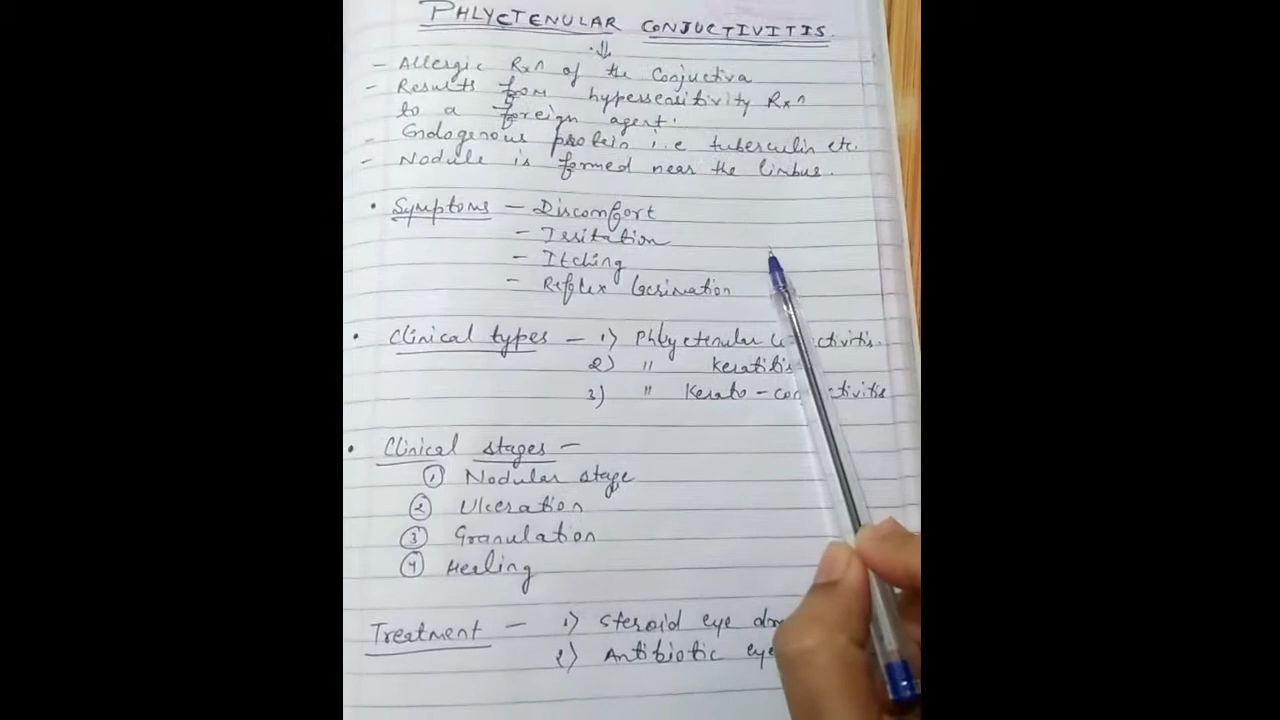 PHLYCTENULAR CONJUCTIVITIS.
- Allergic Rxn of the Conjuctiva
- Results from hypersensitivity Rxn
to a foreign agent.
- Endogenous protein i.e tuberculin etc.
- Nodule is formed near the limbus.
• Symptoms - Discomfort
- Irritation
- Itching
- Reflex lacrimation
• Clinical types - 1) Phlyctenular
2) " keratitis
3) " Kerato -
• Clinical stages -
① Nodular stage
② Ulceration
③ Granulation
④ Healing
Treatment - 1) Steroid eye
2) Antibiotic eye